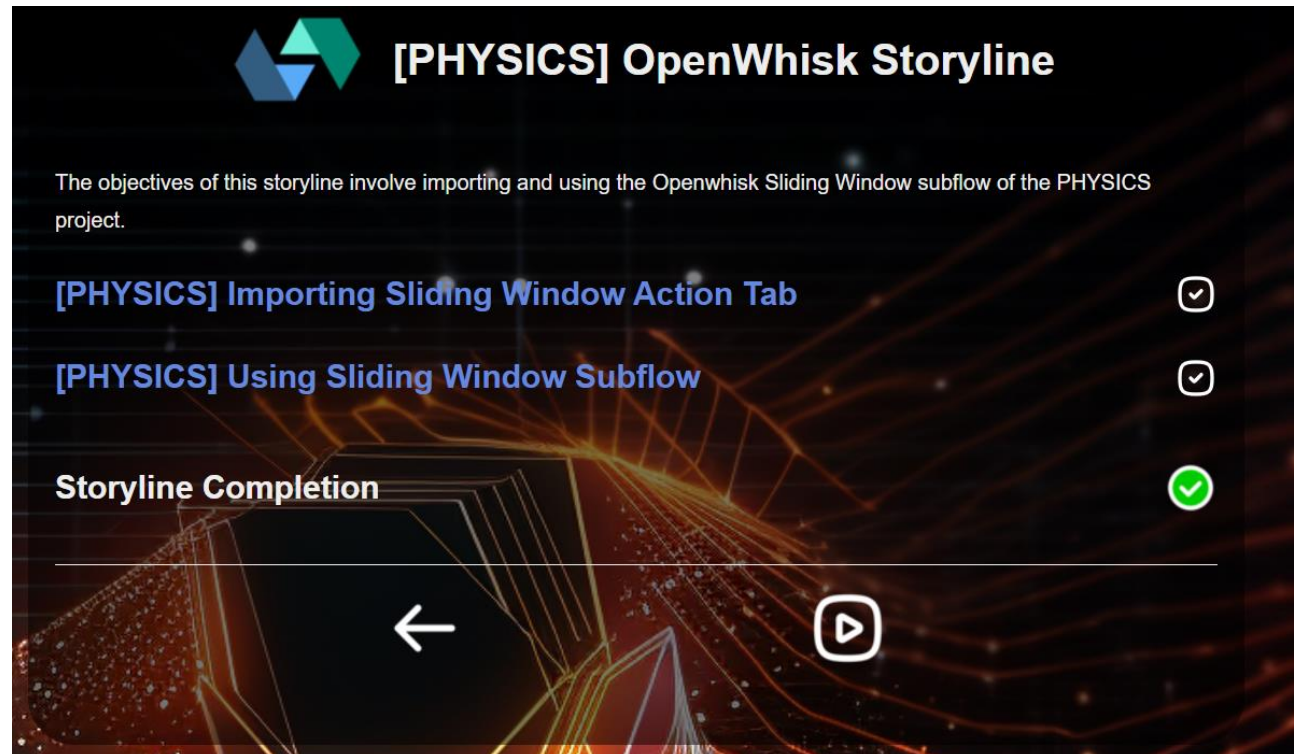 [PHYSICS] OpenWhisk Storyline
The objectives of this storyline involve importing and using the Openwhisk Sliding Window subflow of the PHYSICS
project.
[PHYSICS] Importing Sliding Window Action Tab
[PHYSICS] Using Sliding Window Subflow
Storyline Completion